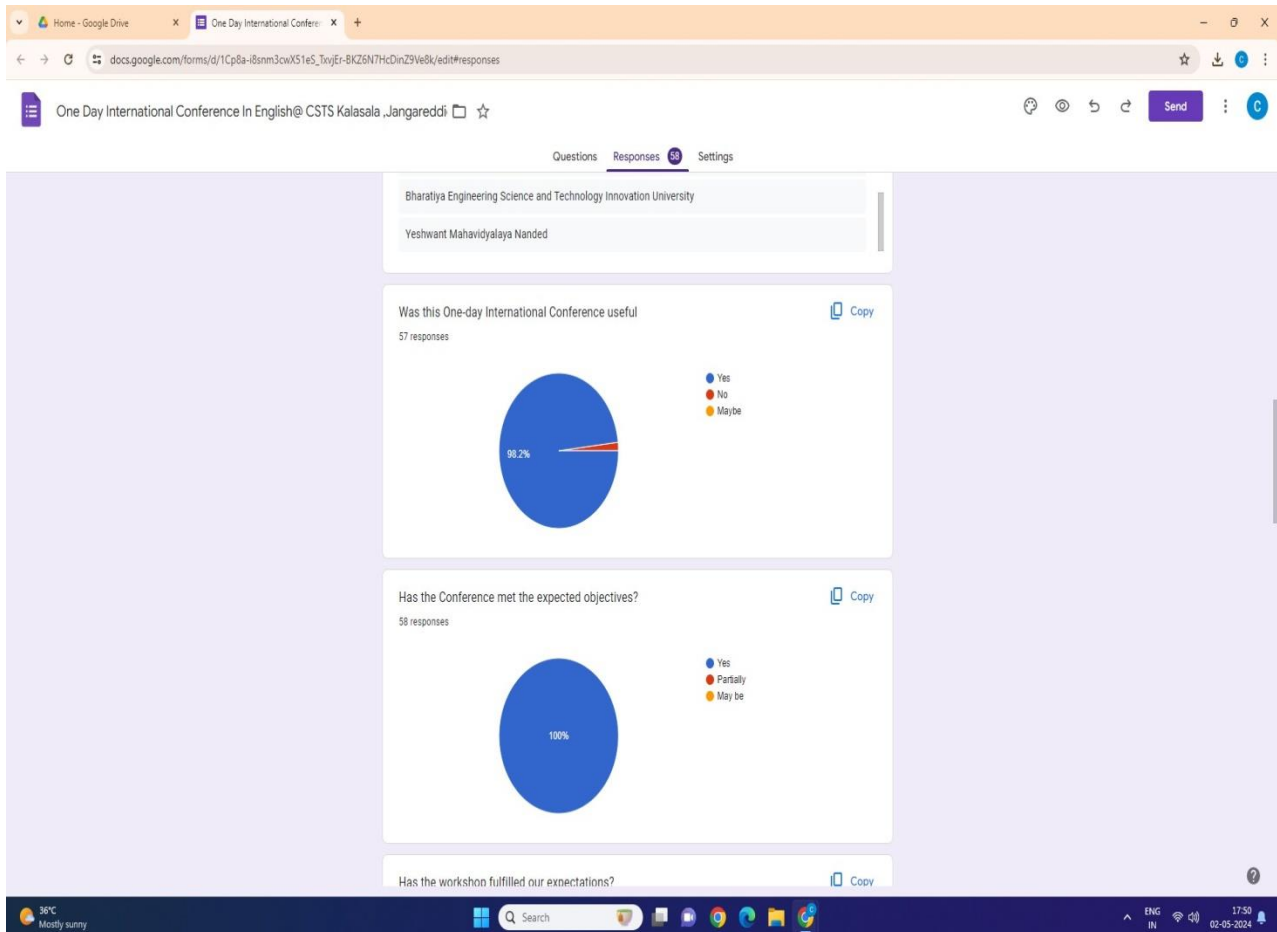 Home - Google Drive
One Day International Conferen
docs.google.com/forms/d/1Cp8a-i8snm3cwX51eS_TxvjEr-BKZ6N7HcDinZ9Ve8k/edit#responses
C
One Day International Conference In English@ CSTS Kalasala ,Jangareddi
Send
C
Questions Responses 58 Settings
Bharatiya Engineering Science and Technology Innovation University
Yeshwant Mahavidyalaya Nanded
Was this One-day International Conference useful
Copy
57 responses
Yes
No
Maybe
98.2%
Has the Conference met the expected objectives?
Copy
58 responses
Yes
Partially
May be
100%
Has the workshop fulfilled our expectations?
Copy
36°C
Mostly sunny
Search
ENG
IN
17:50
02-05-2024